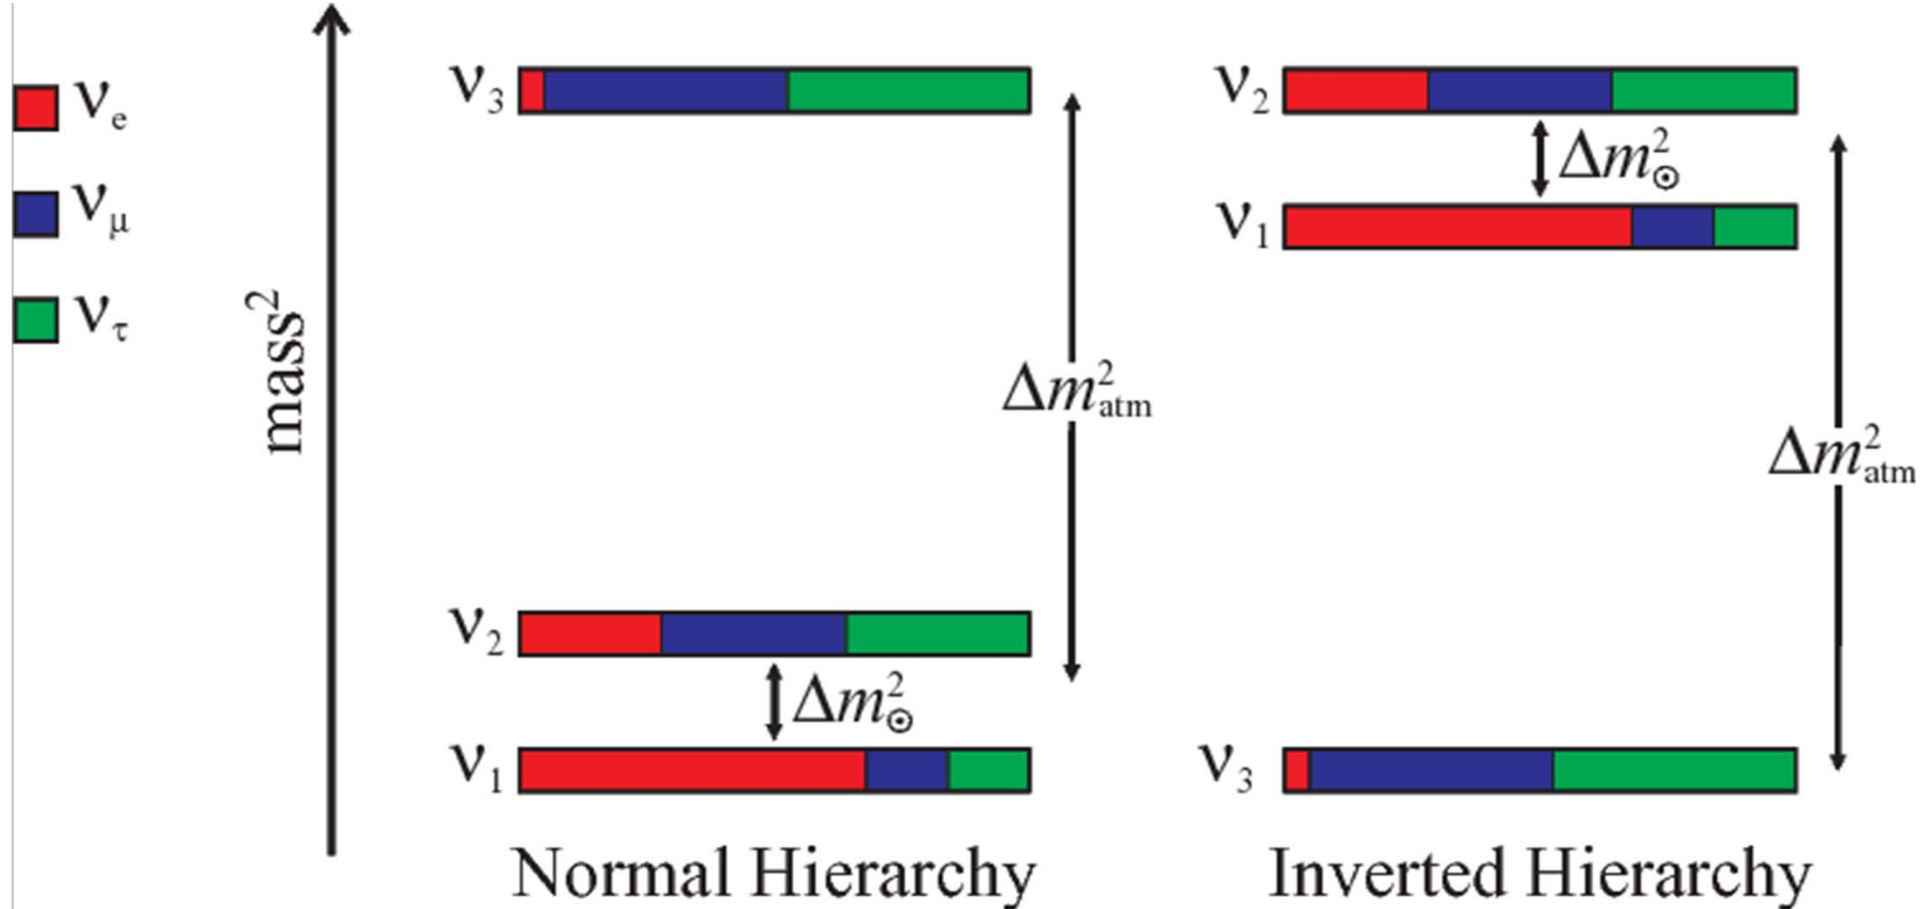 νe
νμ
ντ
mass²
ν3
Δm²atm
ν2
Δm²⊙
ν1
Normal Hierarchy
ν2
Δm²⊙
ν1
Δm²atm
ν3
Inverted Hierarchy